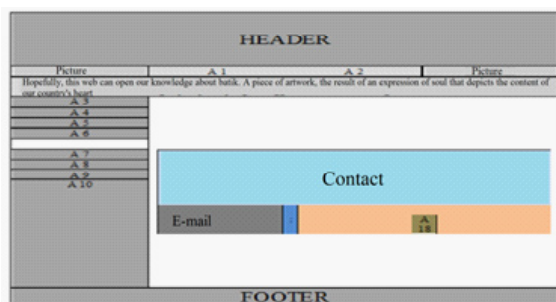 HEADER
Picture A 1 A 2 Picture
Hopefully, this web can open our knowledge about batik. A piece of artwork, the result of an expression of soul that depicts the content of
our country's heart
A 3
A 4
A 5
A 6
A 7
A 8
A 9
A 10
Contact
E-mail : A
18
FOOTER